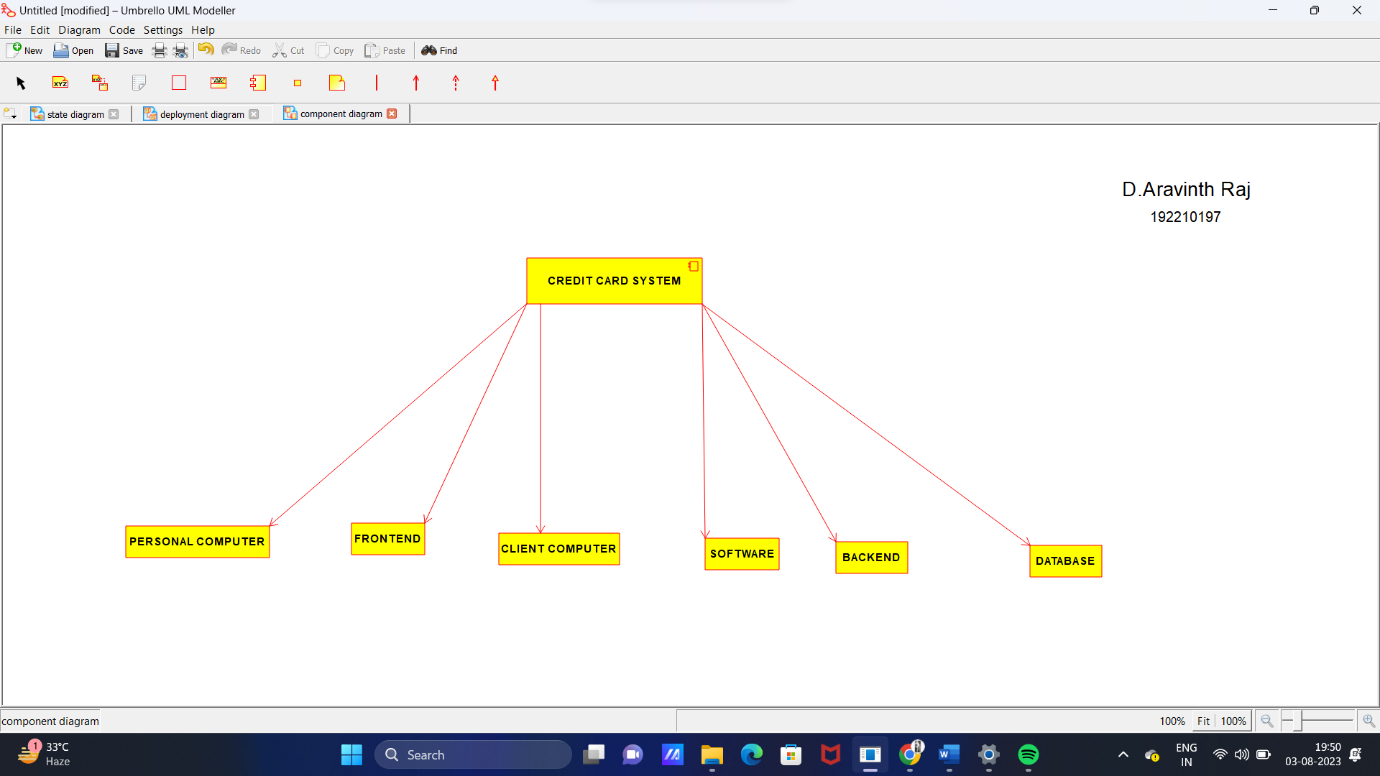 Untitled [modified] – Umbrello UML Modeller
File Edit Diagram Code Settings Help
New Open Save Redo Cut Copy Paste Find
XYZ
state diagram deployment diagram component diagram
D.Aravinth Raj
192210197
CREDIT CARD SYSTEM
PERSONAL COMPUTER
FRONTEND
CLIENT COMPUTER
SOFTWARE
BACKEND
DATABASE
component diagram 100% Fit 100%
1 33°C
Haze
Search
ENG
IN
19:50
03-08-2023